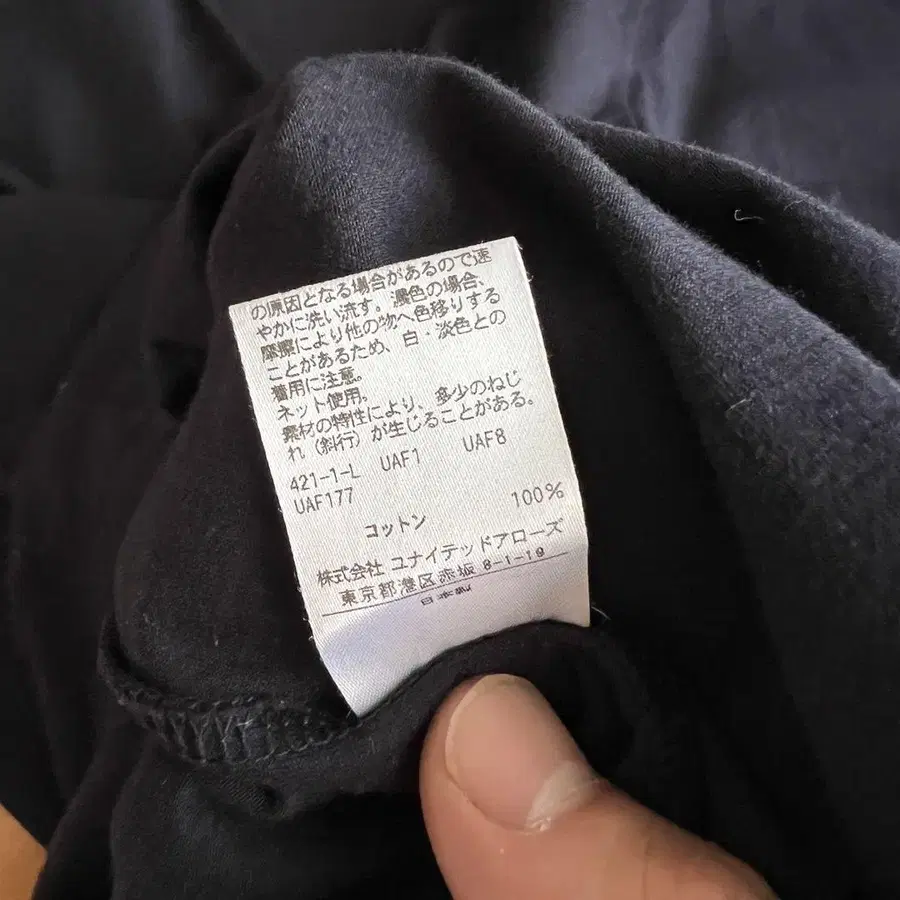 の原因となる場合があるので速
やかに洗い流す。濃色の場合、
摩擦により他の物へ色移りする
ことがあるため、白・淡色との
着用に注意。
ネット使用。
素材の特性により、多少のねじ
れ（斜行）が生じることがある。
421-1-L UAF1 UAF8
UAF177
コットン 100%
株式会社 ユナイテッドアローズ
東京都港区赤坂 8-1-19